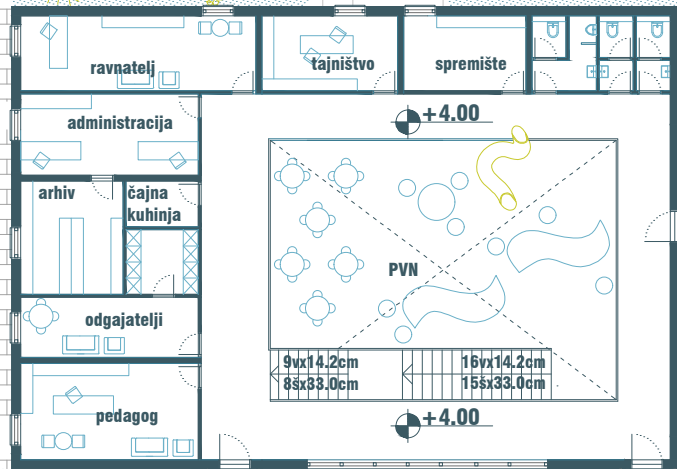 ravnatelj
tajništvo
spremište
administracija
+4.00
arhiv
čajna
kuhinja
PVN
odgajatelji
9vx14.2cm
8šx33.0cm
16vx14.2cm
15šx33.0cm
pedagog
+4.00